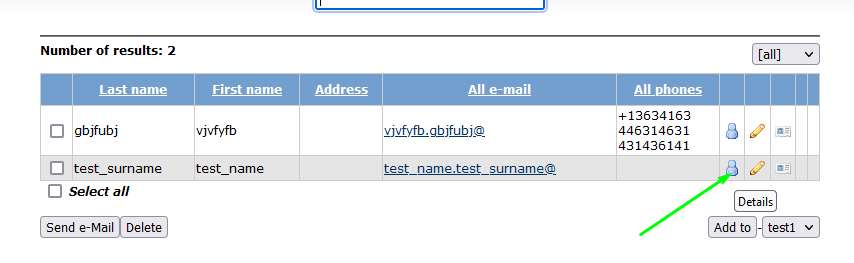 Number of results: 2
[all]
Last name First name Address All e-mail All phones
gbjfubj vjvfyfb vjvfyfb.gbjfubj@ +13634163
446314631
431436141
test_surname test_name test_name.test_surname@
Select all
Details
Send e-Mail Delete Add to - test1